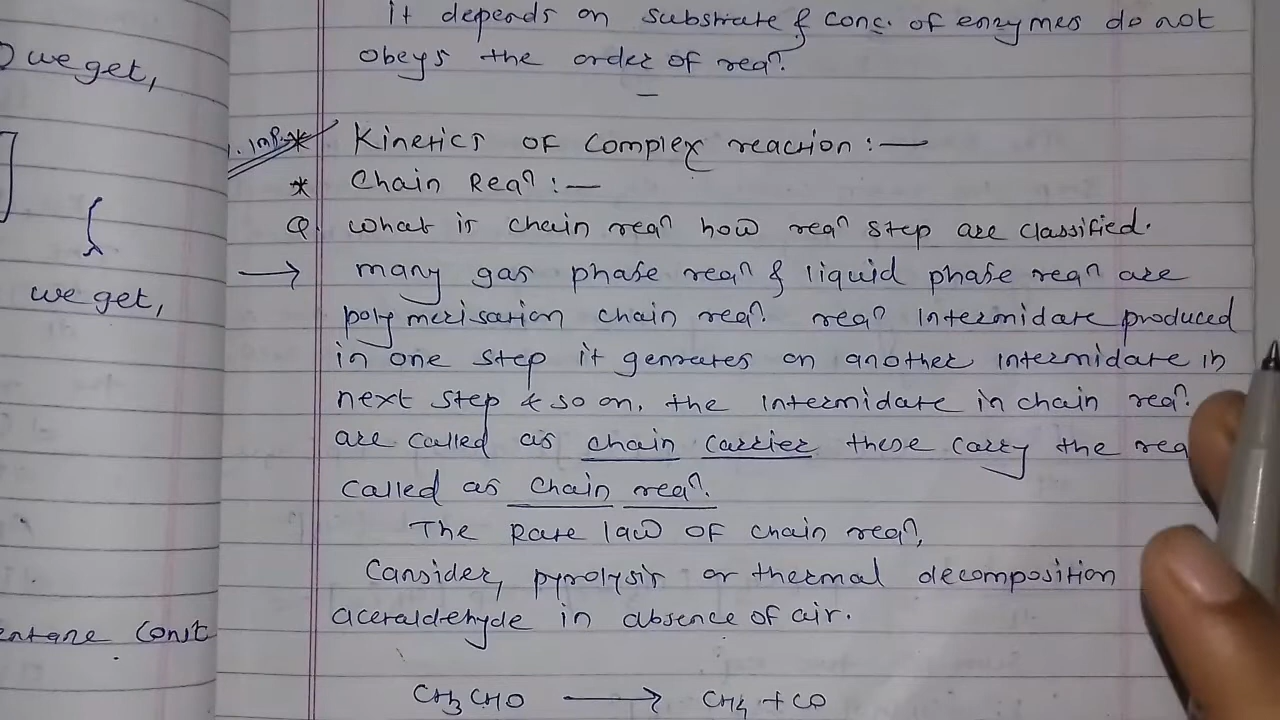 it depends on substrate & conc. of enzymes do not
obeys the order of reaⁿ.
we get,
Imp. * Kinetics of Complex reaction :—
* Chain Reaⁿ :—
Q what is chain reaⁿ how reaⁿ step are classified.
→ many gas phase reaⁿ & liquid phase reaⁿ are
polymerisation chain reaⁿ. reaⁿ intermidate produced
in one step it genrates on another intermidate in
next step & so on. the intermidate in chain reaⁿ.
are called as chain carrier these carry the rea
called as chain reaⁿ.
The Rate law of chain reaⁿ,
Cansider, pyrolysis or thermal decomposition
acetaldehyde in absence of air.
CH₃CHO → CH₄ + CO
we get,
Const